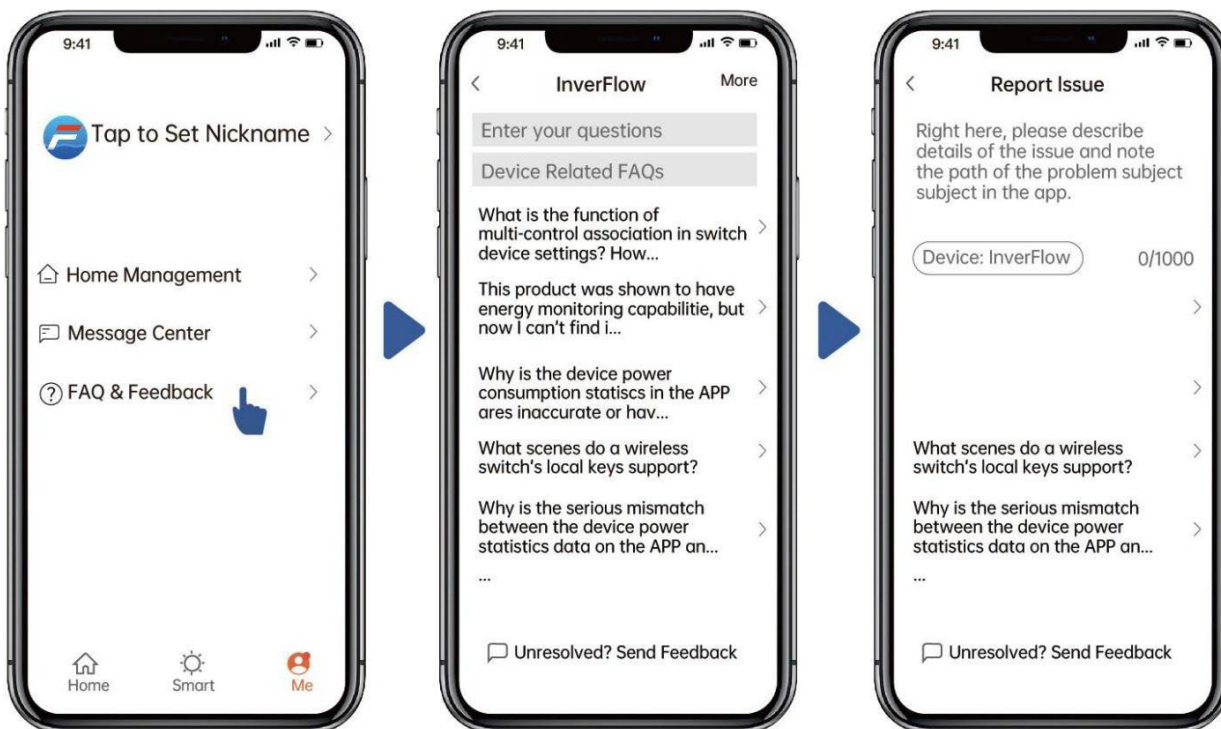 9:41
Tap to Set Nickname
Home Management
Message Center
FAQ & Feedback
Home
Smart
Me
9:41
InverFlow
More
Enter your questions
Device Related FAQs
What is the function of
multi-control association in switch
device settings? How...
This product was shown to have
energy monitoring capabilitie, but
now I can't find i...
Why is the device power
consumption statiscs in the APP
ares inaccurate or hav...
What scenes do a wireless
switch's local keys support?
Why is the serious mismatch
between the device power
statistics data on the APP an...
...
Unresolved? Send Feedback
9:41
Report Issue
Right here, please describe
details of the issue and note
the path of the problem subject
subject in the app.
Device: InverFlow
0/1000
What scenes do a wireless
switch's local keys support?
Why is the serious mismatch
between the device power
statistics data on the APP an...
...
Unresolved? Send Feedback